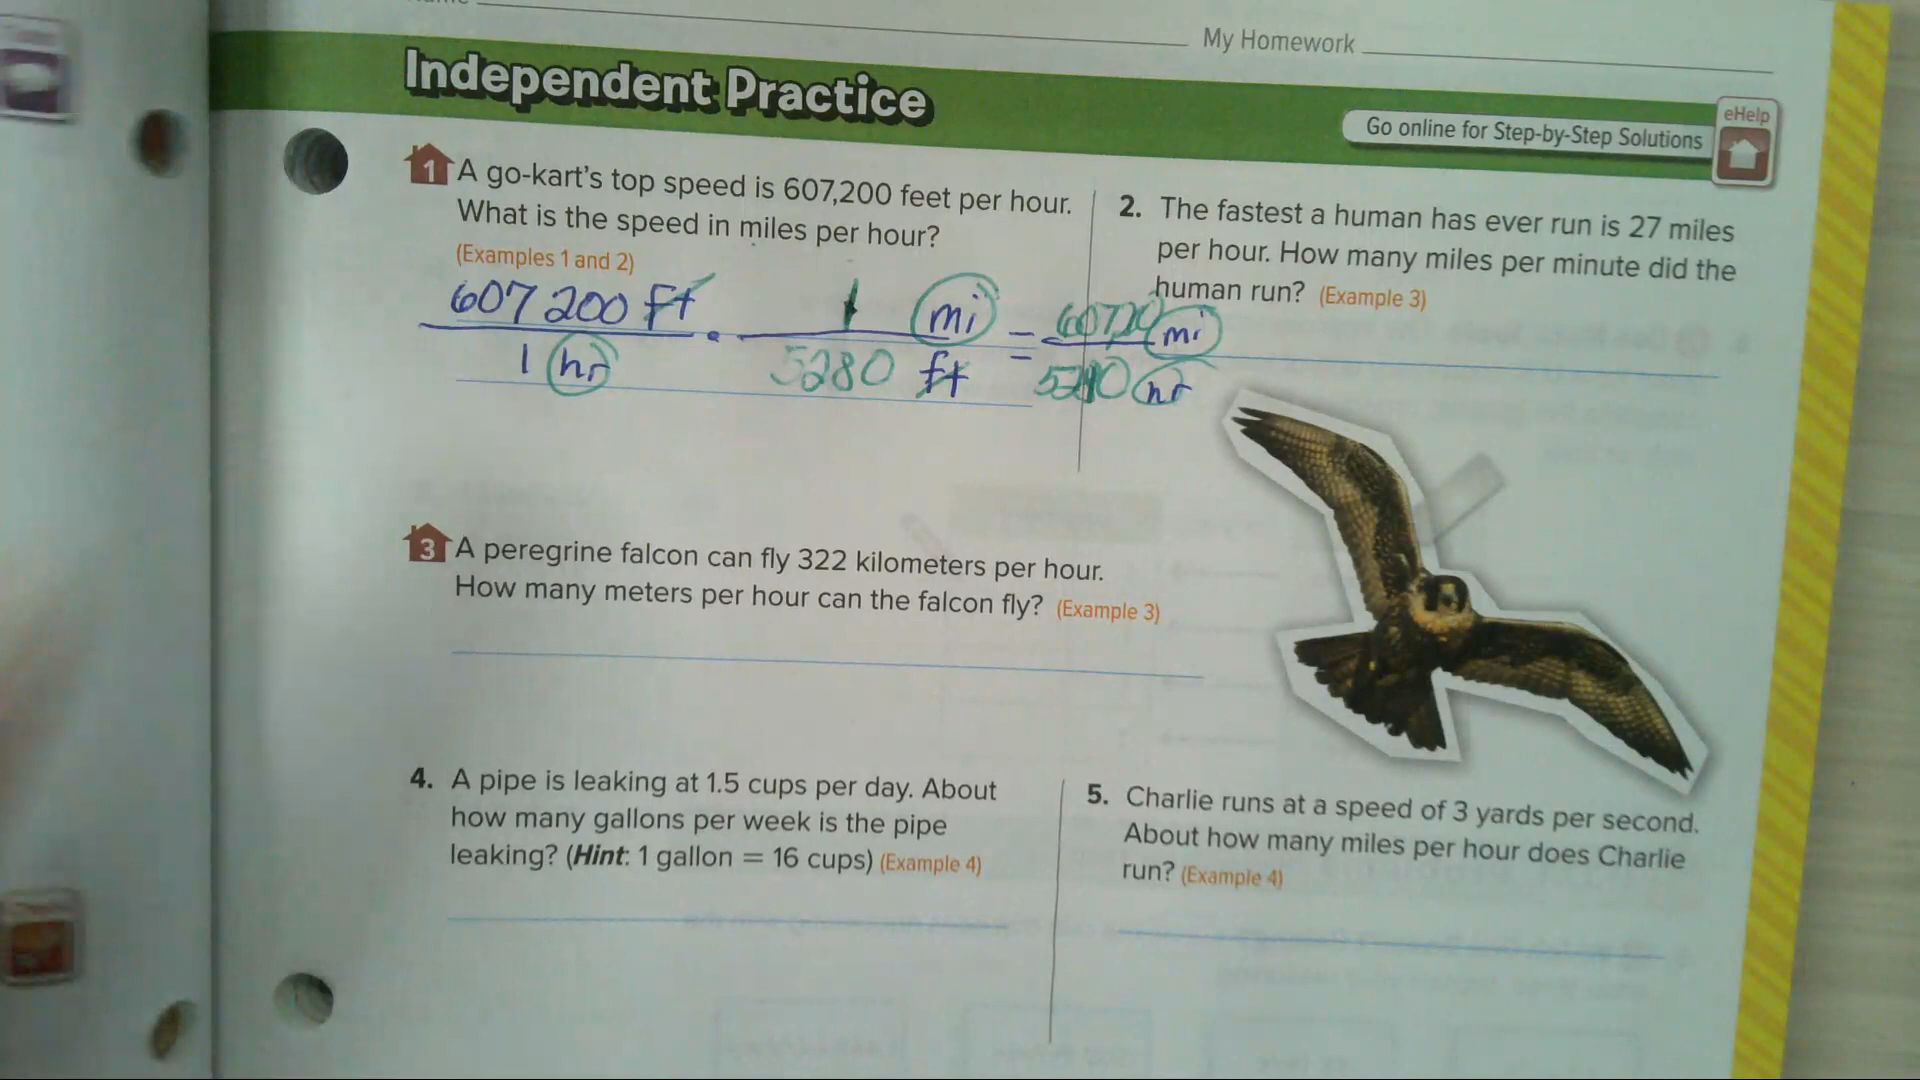 My Homework
Independent Practice
Go online for Step-by-Step Solutions
eHelp
1 A go-kart's top speed is 607,200 feet per hour.
What is the speed in miles per hour?
(Examples 1 and 2)
607200 ft · 1 mi =
1 hr 5280 ft
mi
hr
2. The fastest a human has ever run is 27 miles
per hour. How many miles per minute did the
human run? (Example 3)
3 A peregrine falcon can fly 322 kilometers per hour.
How many meters per hour can the falcon fly? (Example 3)
4. A pipe is leaking at 1.5 cups per day. About
how many gallons per week is the pipe
leaking? (Hint: 1 gallon = 16 cups) (Example 4)
5. Charlie runs at a speed of 3 yards per second.
About how many miles per hour does Charlie
run? (Example 4)